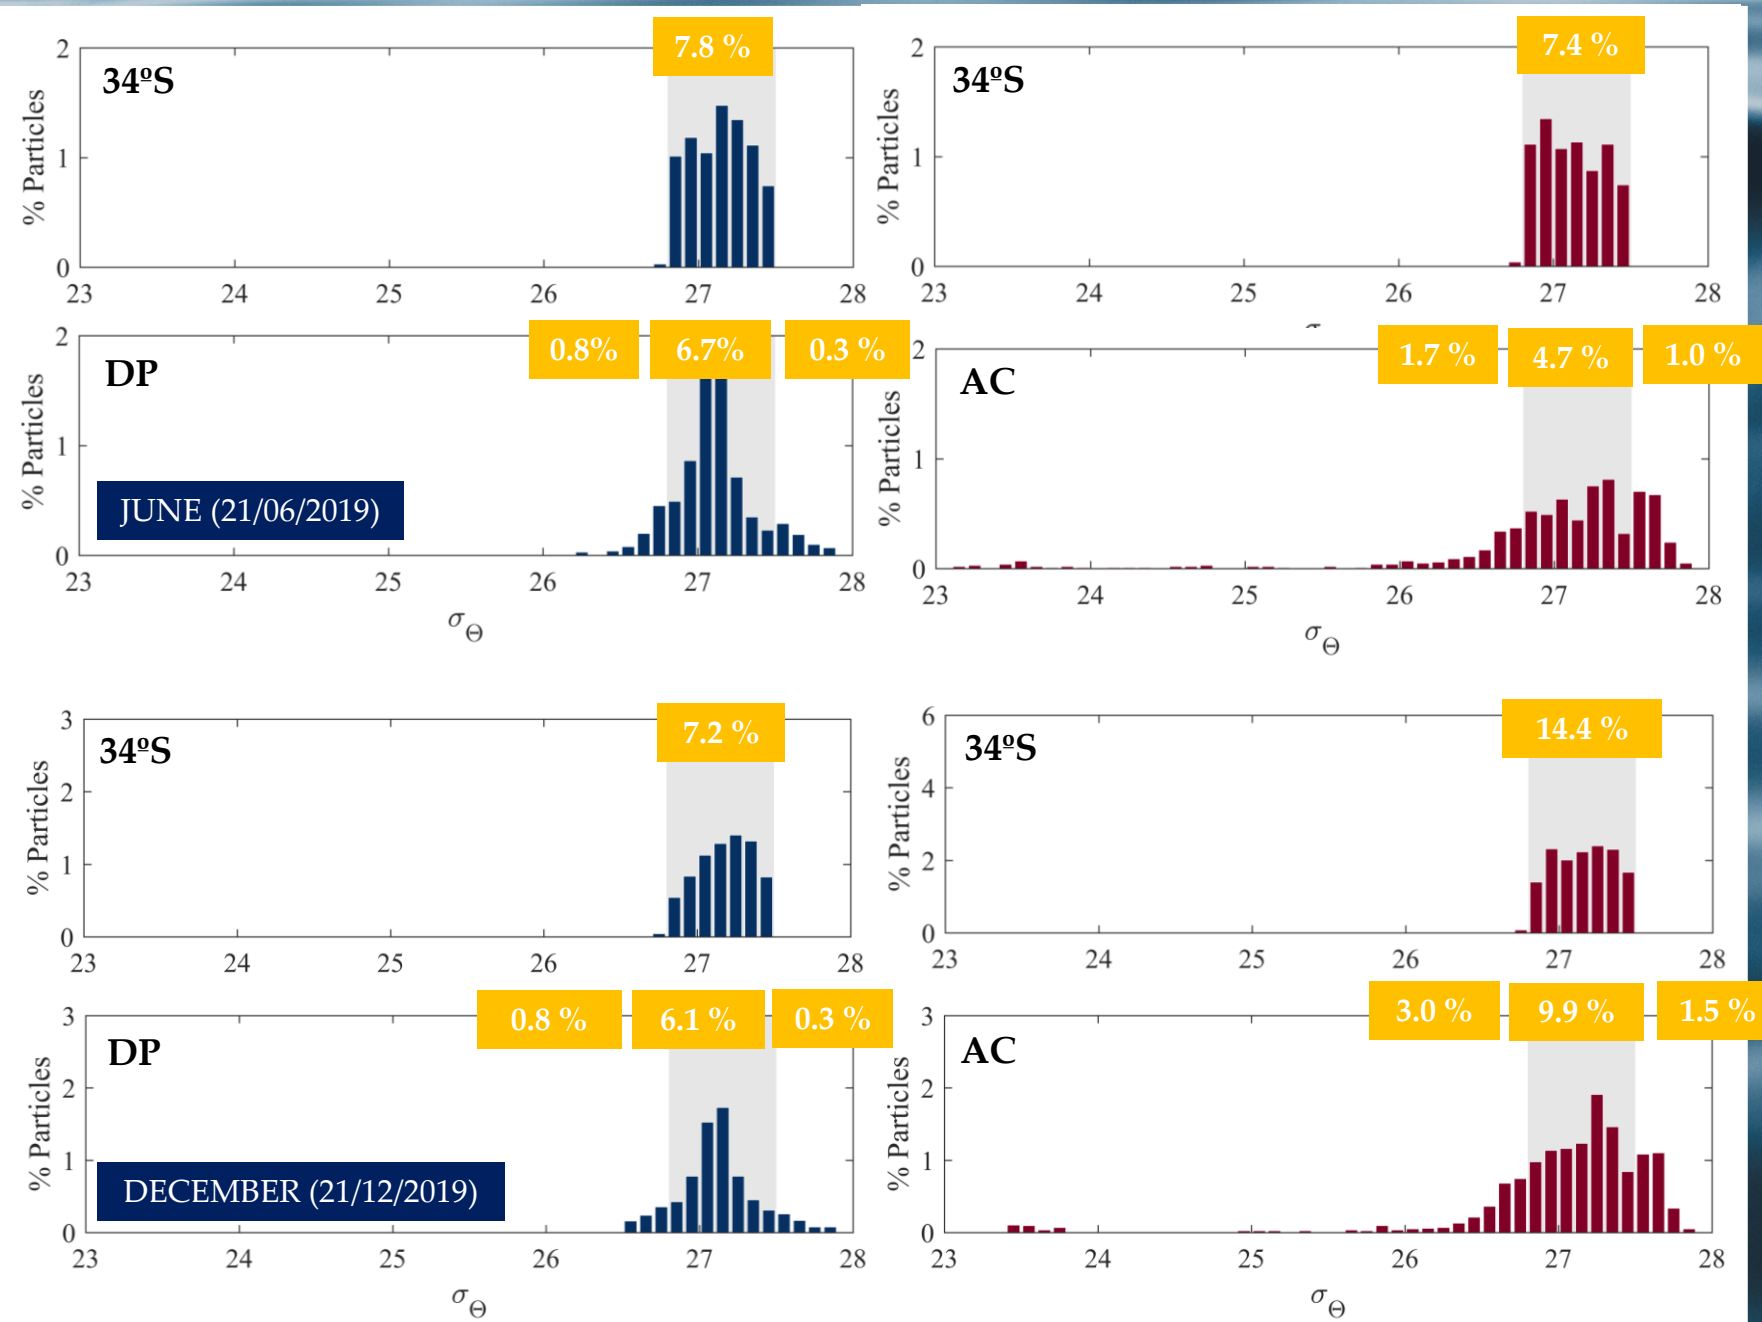 7.8 %
2
34ºS
% Particles
1
0
23 24 25 26 27 28
7.4 %
2
34ºS
% Particles
1
0
23 24 25 26 27 28
0.8% 6.7% 0.3 %
2
DP
% Particles
1
JUNE (21/06/2019)
0
23 24 25 26 27 28
σΘ
1.7 % 4.7 % 1.0 %
2
AC
% Particles
1
0
23 24 25 26 27 28
σΘ
7.2 %
3
34ºS
2
% Particles
1
0
23 24 25 26 27 28
14.4 %
6
34ºS
4
% Particles
2
0
23 24 25 26 27 28
0.8 % 6.1 % 0.3 %
3
DP
2
% Particles
1
DECEMBER (21/12/2019)
0
23 24 25 26 27 28
σΘ
3.0 % 9.9 % 1.5 %
3
AC
2
% Particles
1
0
23 24 25 26 27 28
σΘ